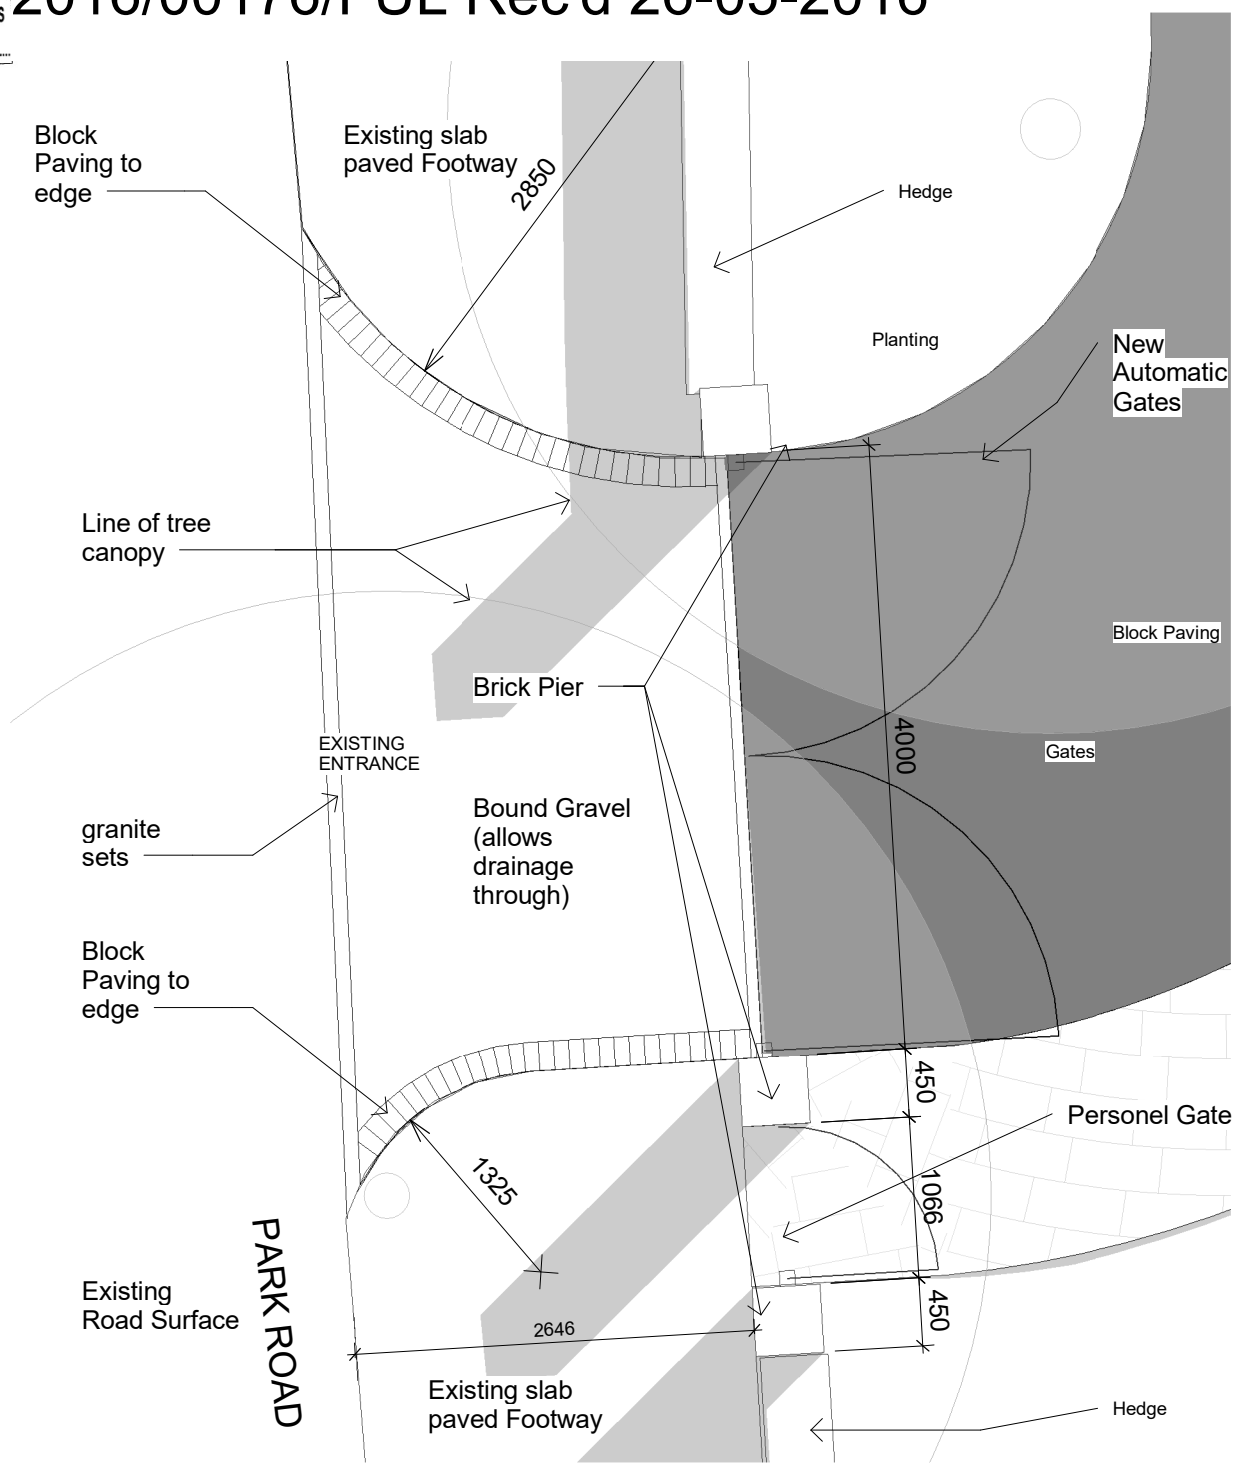 2016/00176/FUL Rec'd 26-05-2016
Block
Paving to
edge
Existing slab
paved Footway
2850
Hedge
Planting
New
Automatic
Gates
Line of tree
canopy
Block Paving
Brick Pier
4000
EXISTING
ENTRANCE
Gates
Bound Gravel
(allows
drainage
through)
granite
sets
Block
Paving to
edge
450
Personel Gate
1325
1066
PARK ROAD
Existing
Road Surface
2646
450
Existing slab
paved Footway
Hedge